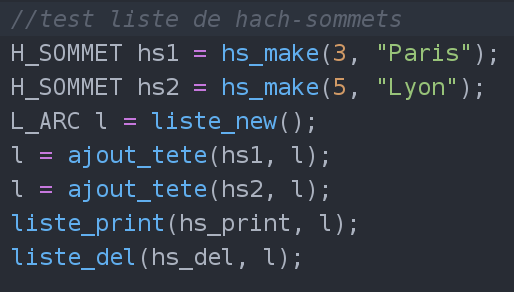 //test liste de hach-sommets
H_SOMMET hs1 = hs_make(3, "Paris");
H_SOMMET hs2 = hs_make(5, "Lyon");
L_ARC l = liste_new();
l = ajout_tete(hs1, l);
l = ajout_tete(hs2, l);
liste_print(hs_print, l);
liste_del(hs_del, l);